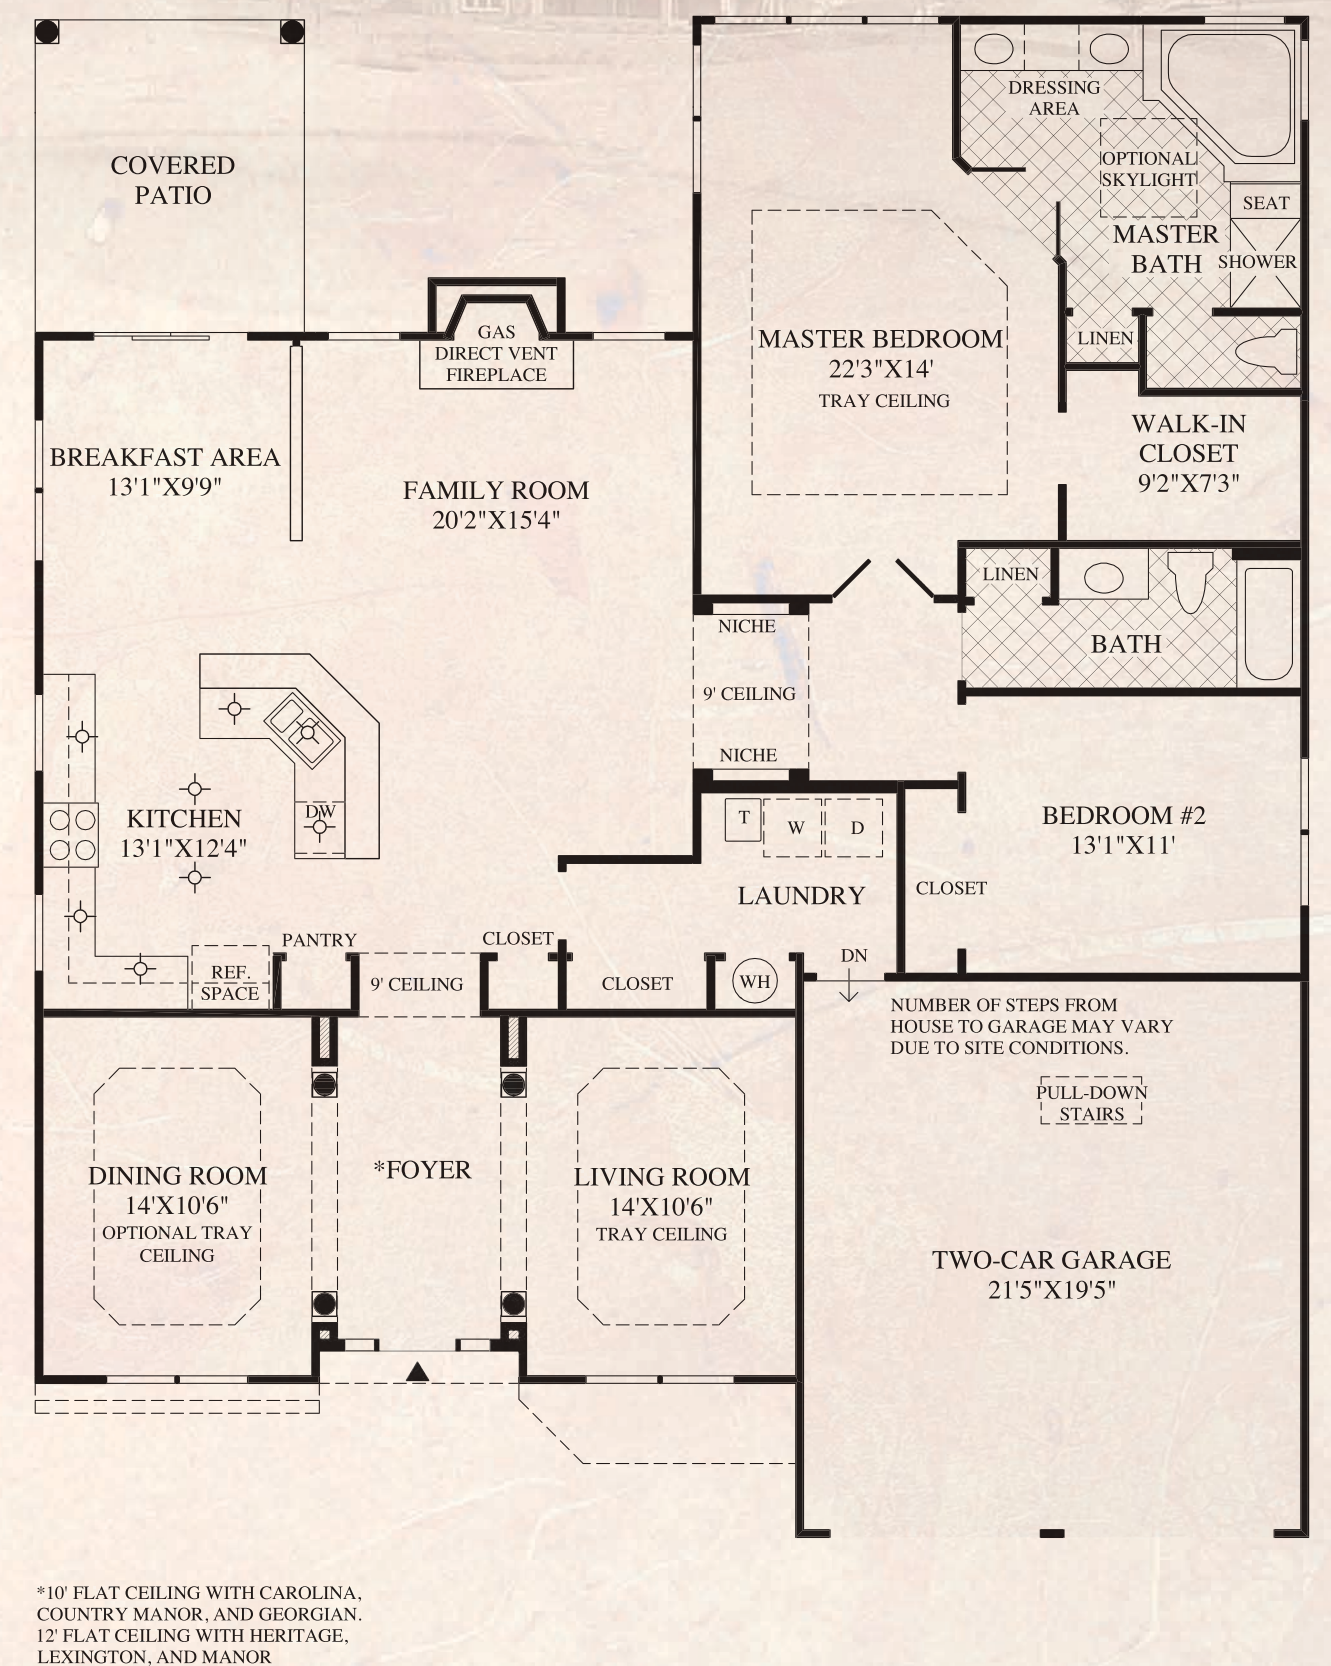 COVERED
PATIO
DRESSING
AREA
OPTIONAL
SKYLIGHT
SEAT
MASTER
BATH
SHOWER
GAS
DIRECT VENT
FIREPLACE
MASTER BEDROOM
22'3"X14'
TRAY CEILING
LINEN
WALK-IN
CLOSET
9'2"X7'3"
BREAKFAST AREA
13'1"X9'9"
FAMILY ROOM
20'2"X15'4"
LINEN
BATH
NICHE
9' CEILING
NICHE
KITCHEN
13'1"X12'4"
DW
T
W
D
BEDROOM #2
13'1"X11'
LAUNDRY
CLOSET
PANTRY
CLOSET
REF.
SPACE
9' CEILING
CLOSET
WH
DN
NUMBER OF STEPS FROM
HOUSE TO GARAGE MAY VARY
DUE TO SITE CONDITIONS.
PULL-DOWN
STAIRS
DINING ROOM
14'X10'6"
OPTIONAL TRAY
CEILING
*FOYER
LIVING ROOM
14'X10'6"
TRAY CEILING
TWO-CAR GARAGE
21'5"X19'5"
*10' FLAT CEILING WITH CAROLINA,
COUNTRY MANOR, AND GEORGIAN.
12' FLAT CEILING WITH HERITAGE,
LEXINGTON, AND MANOR